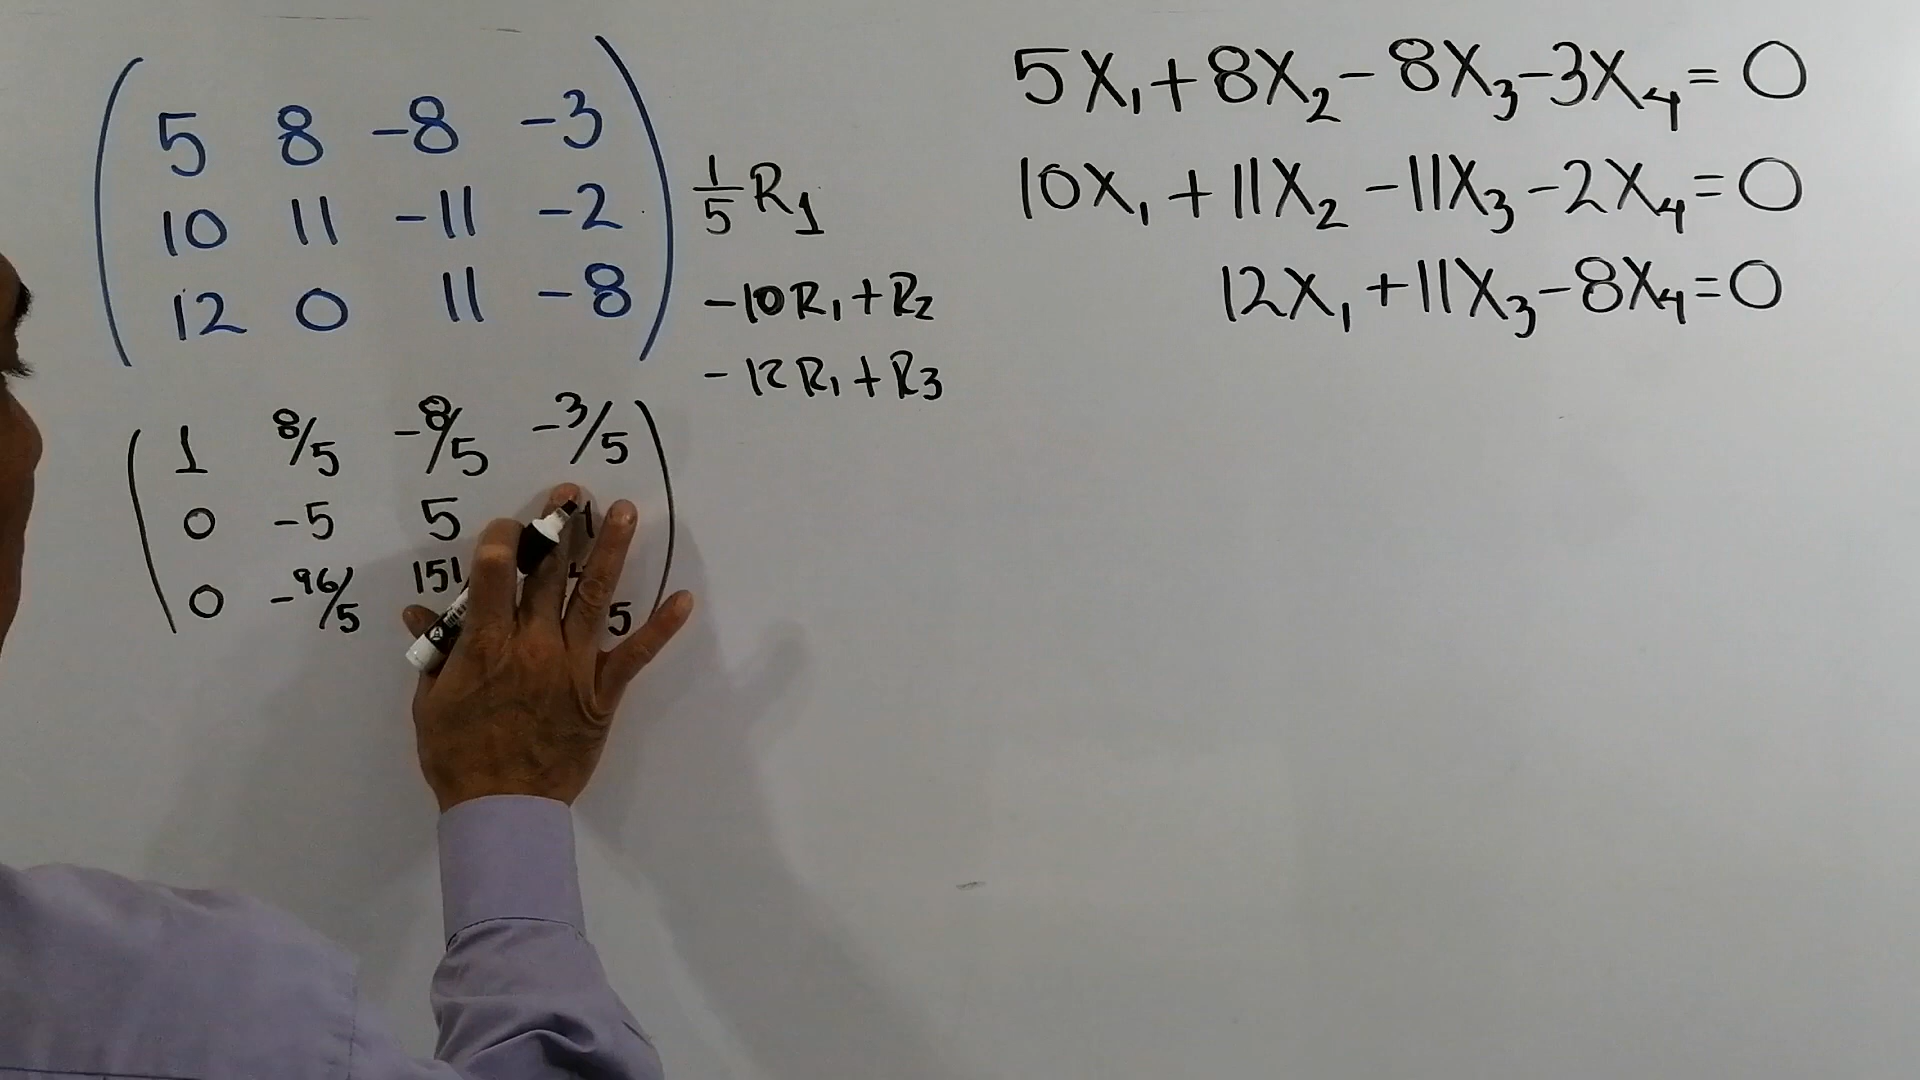 5 8 -8 -3
10 11 -11 -2
12 0 11 -8
1/5 R1
-10R1+R2
-12R1+R3
1 8/5 -8/5 -3/5
0 -5 5
0 -96/5 151 5
5X1+8X2-8X3-3X4=0
10X1+11X2-11X3-2X4=0
12X1+11X3-8X4=0